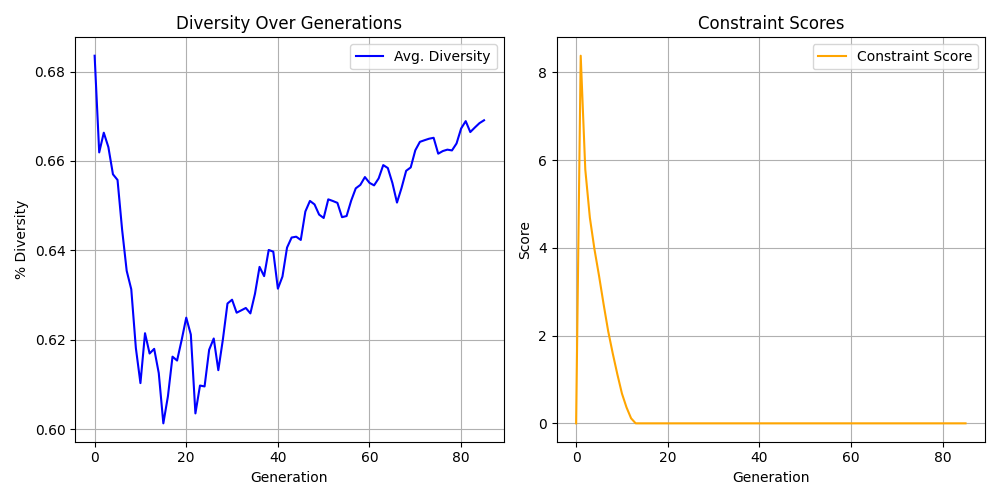 Diversity Over Generations
Avg. Diversity
% Diversity
0.68
0.66
0.64
0.62
0.60
0 20 40 60 80
Generation
Constraint Scores
Constraint Score
Score
8
6
4
2
0
0 20 40 60 80
Generation